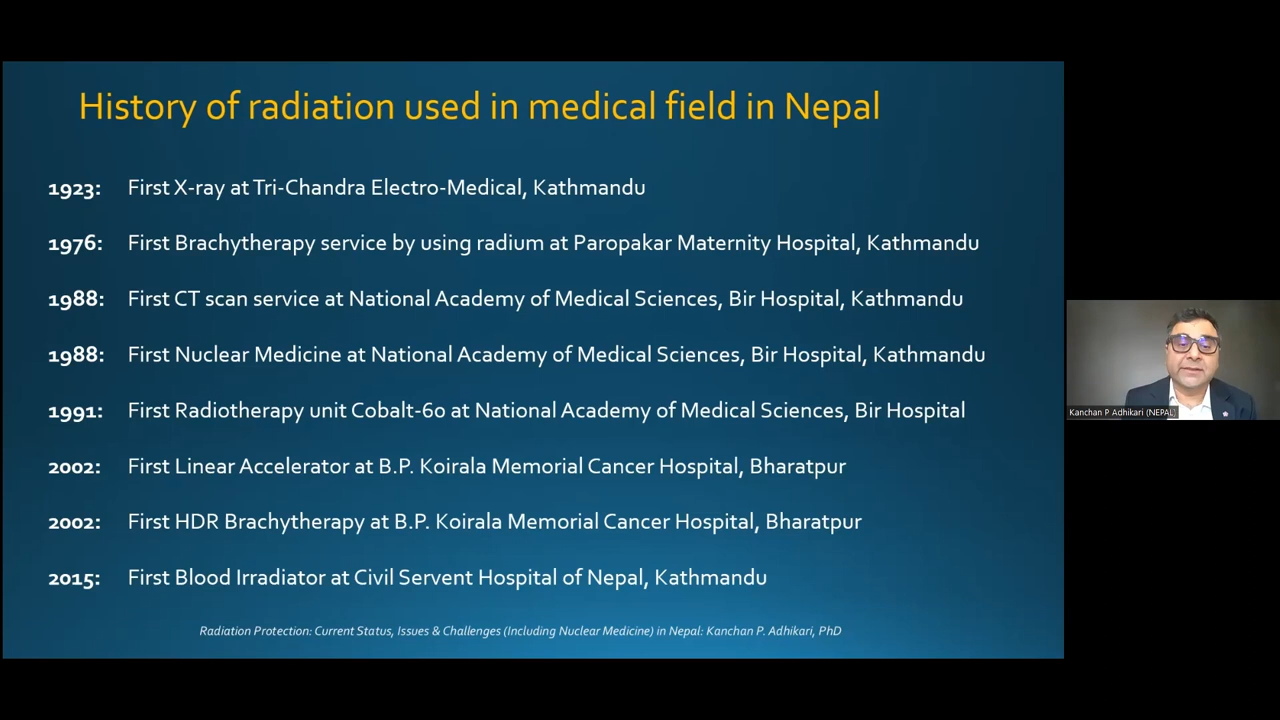 History of radiation used in medical field in Nepal
1923: First X-ray at Tri-Chandra Electro-Medical, Kathmandu
1976: First Brachytherapy service by using radium at Paropakar Maternity Hospital, Kathmandu
1988: First CT scan service at National Academy of Medical Sciences, Bir Hospital, Kathmandu
1988: First Nuclear Medicine at National Academy of Medical Sciences, Bir Hospital, Kathmandu
1991: First Radiotherapy unit Cobalt-60 at National Academy of Medical Sciences, Bir Hospital
2002: First Linear Accelerator at B.P. Koirala Memorial Cancer Hospital, Bharatpur
2002: First HDR Brachytherapy at B.P. Koirala Memorial Cancer Hospital, Bharatpur
2015: First Blood Irradiator at Civil Servent Hospital of Nepal, Kathmandu
Radiation Protection: Current Status, Issues & Challenges (Including Nuclear Medicine) in Nepal: Kanchan P. Adhikari, PhD
Kanchan P Adhikari (NEPAL)